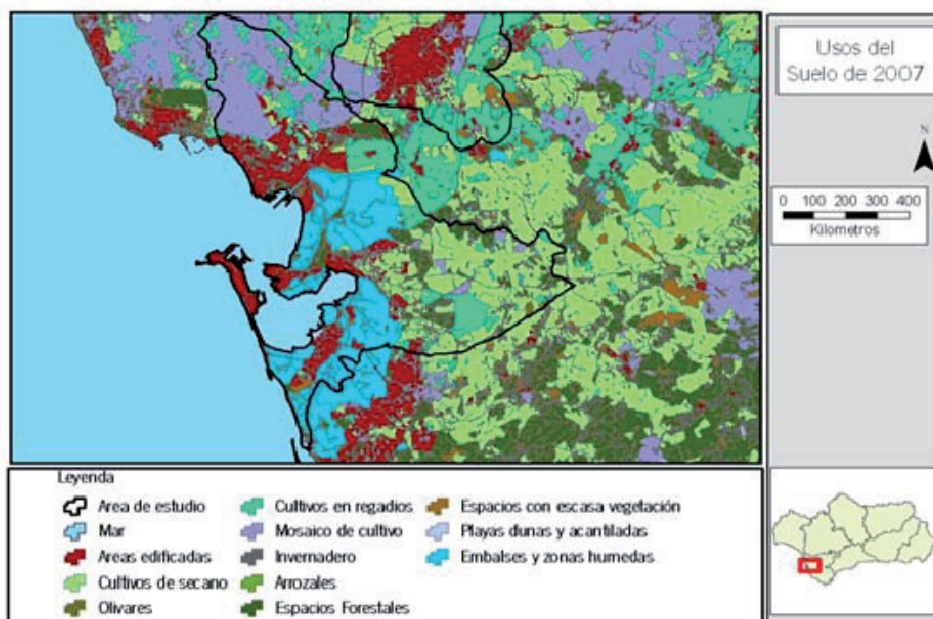 Usos del
Suelo de 2007
N
0 100 200 300 400
Kilometros
Leyenda
Area de estudio
Mar
Areas edificadas
Cultivos de secano
Olivares
Cultivos en regadios
Mosaico de cultivo
Invernadero
Arrozales
Espacios Forestales
Espacios con escasa vegetación
Playas dunas y acantiladas
Embalses y zonas humedas